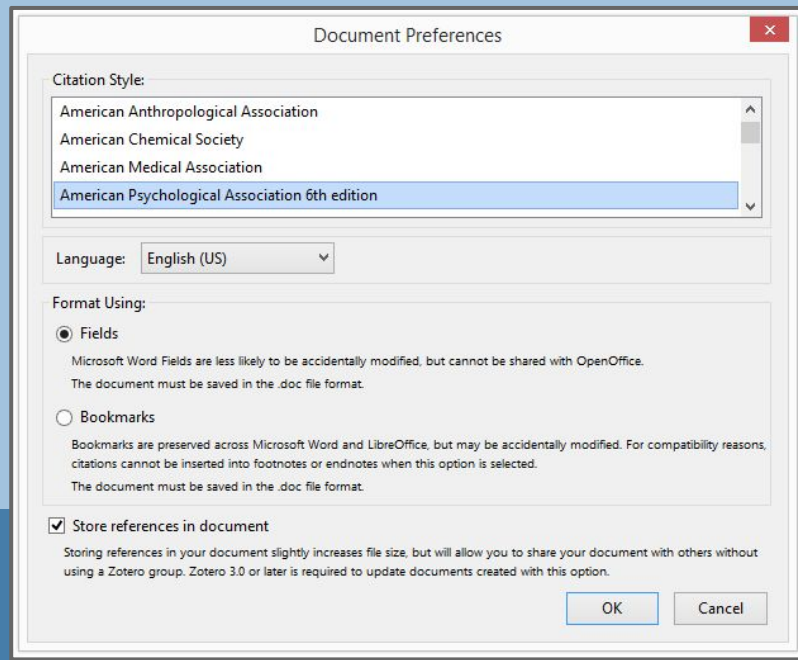 Document Preferences
Citation Style:
American Anthropological Association
American Chemical Society
American Medical Association
American Psychological Association 6th edition
Language: English (US)
Format Using:
Fields
Microsoft Word Fields are less likely to be accidentally modified, but cannot be shared with OpenOffice.
The document must be saved in the .doc file format.
Bookmarks
Bookmarks are preserved across Microsoft Word and LibreOffice, but may be accidentally modified. For compatibility reasons,
citations cannot be inserted into footnotes or endnotes when this option is selected.
The document must be saved in the .doc file format.
Store references in document
Storing references in your document slightly increases file size, but will allow you to share your document with others without
using a Zotero group. Zotero 3.0 or later is required to update documents created with this option.
OK Cancel